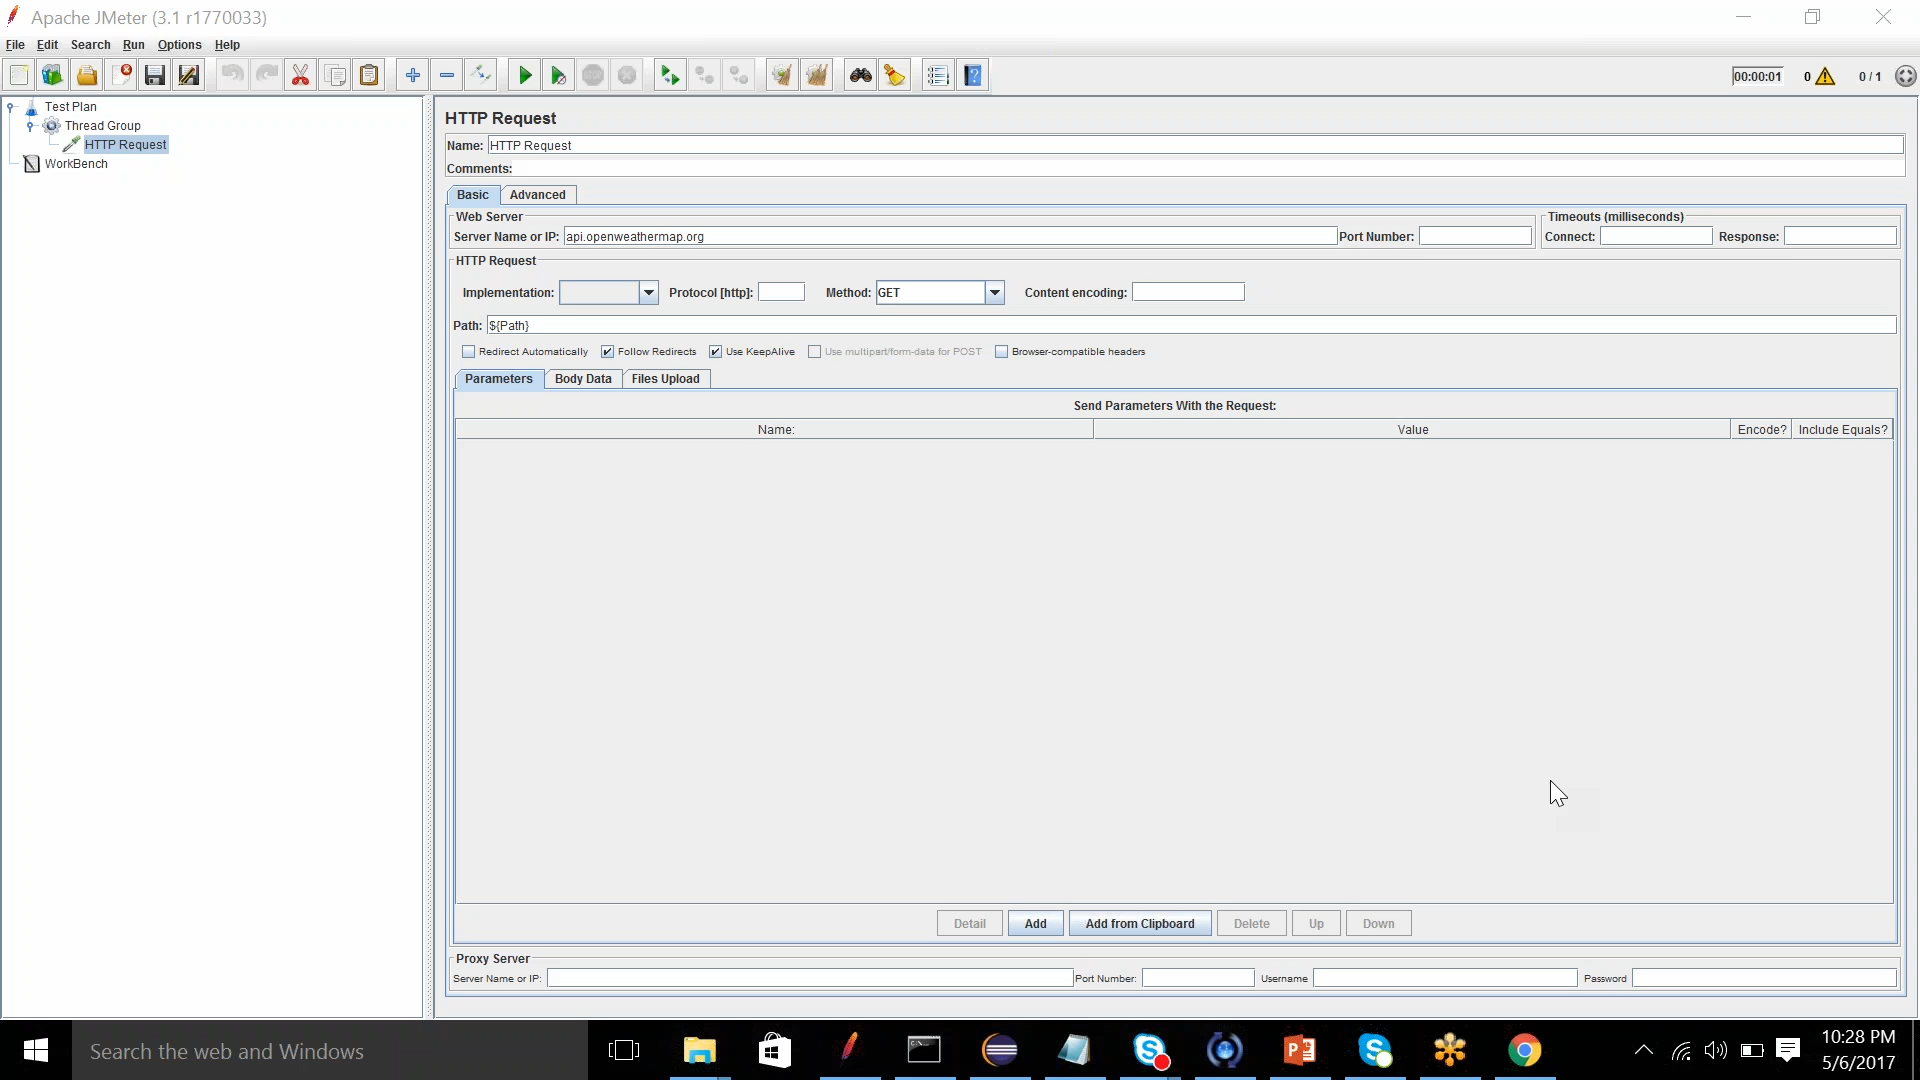 Apache JMeter (3.1 r1770033)
File Edit Search Run Options Help
00:00:01 0 0 / 1
Test Plan
Thread Group
HTTP Request
WorkBench
HTTP Request
Name: HTTP Request
Comments:
Basic Advanced
Web Server Timeouts (milliseconds)
Server Name or IP: api.openweathermap.org Port Number: Connect: Response:
HTTP Request
Implementation: Protocol [http]: Method: GET Content encoding:
Path: ${Path}
Redirect Automatically Follow Redirects Use KeepAlive Use multipart/form-data for POST Browser-compatible headers
Parameters Body Data Files Upload
Send Parameters With the Request:
Name: Value Encode? Include Equals?
Detail Add Add from Clipboard Delete Up Down
Proxy Server
Server Name or IP: Port Number: Username Password
Search the web and Windows
10:28 PM
5/6/2017